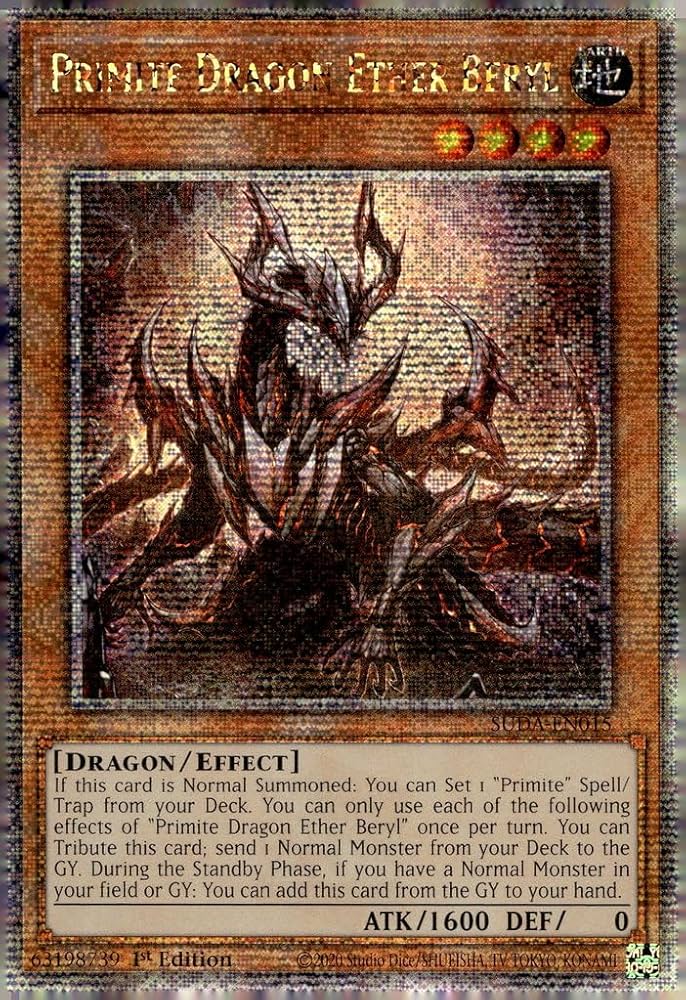 PRIMITE DRAGON ETHER BERYL
EARTH
地
SUDA-EN015
[DRAGON/EFFECT]
If this card is Normal Summoned: You can Set 1 "Primite" Spell/
Trap from your Deck. You can only use each of the following
effects of "Primite Dragon Ether Beryl" once per turn. You can
Tribute this card; send 1 Normal Monster from your Deck to the
GY. During the Standby Phase, if you have a Normal Monster in
your field or GY: You can add this card from the GY to your hand.
ATK/1600 DEF/ 0
63198739 1st Edition ©2020 Studio Dice/SHUEISHA, TV TOKYO, KONAMI